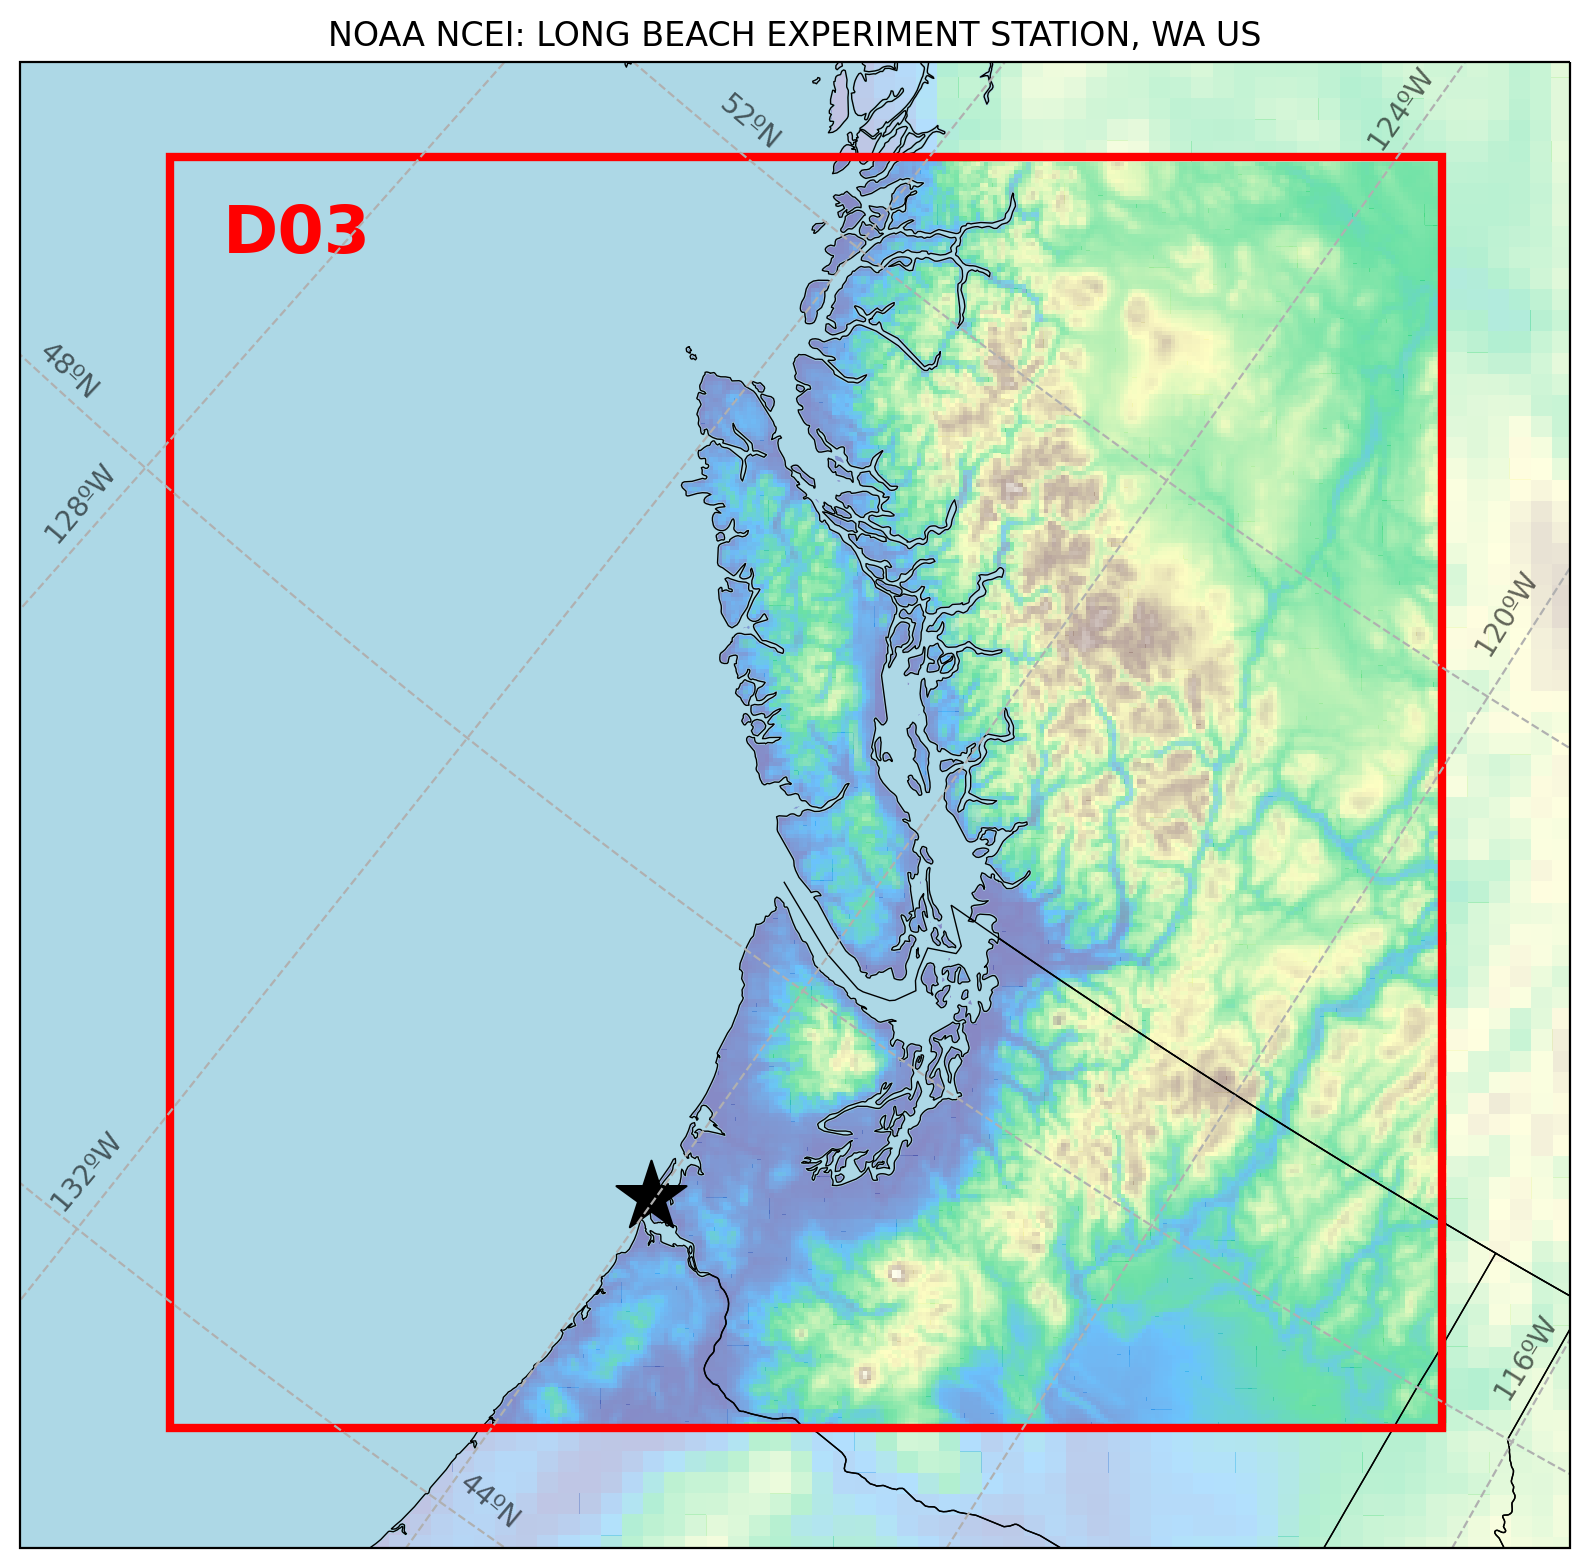 NOAA NCEI: LONG BEACH EXPERIMENT STATION, WA US
52ºN
124ºW
D03
48ºN
128ºW
120ºW
132ºW
116ºW
44ºN